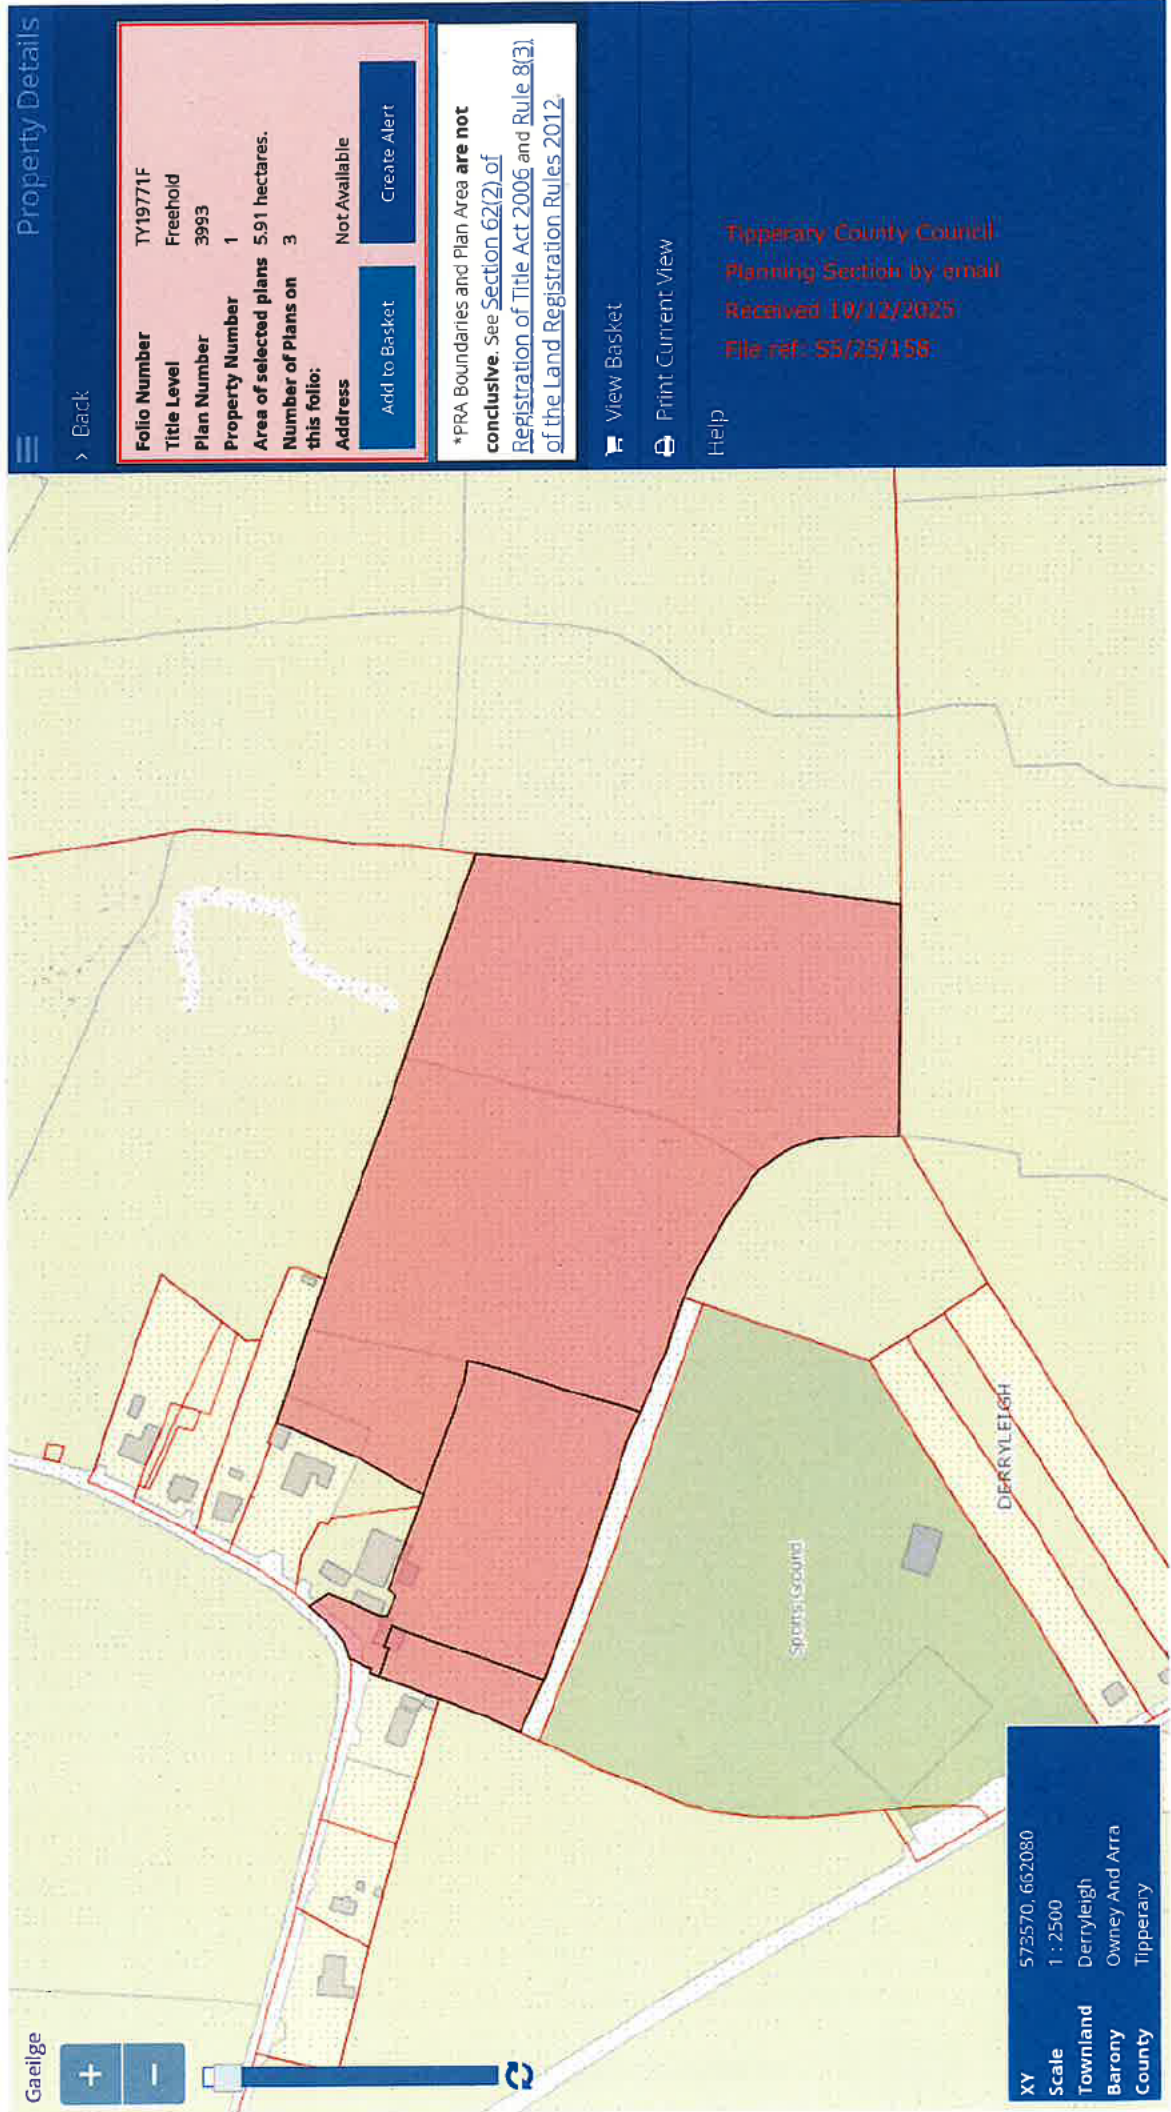 Gaeilge
+
−
Property Details
> Back
Folio Number TY19771F
Title Level Freehold
Plan Number 3993
Property Number 1
Area of selected plans 5.91 hectares.
Number of Plans on 3
this folio:
Address Not Available
Add to Basket Create Alert
*PRA Boundaries and Plan Area are not
conclusive. See Section 62(2) of
Registration of Title Act 2006 and Rule 8(3)
of the Land Registration Rules 2012.
View Basket
Print Current View
Help
Tipperary County Council
Planning Section by email
Received 10/12/2025
File ref: S5/25/158
Sports Gound
DERRYLEIGH
XY 573570, 662080
Scale 1 : 2500
Townland Derryleigh
Barony Owney And Arra
County Tipperary